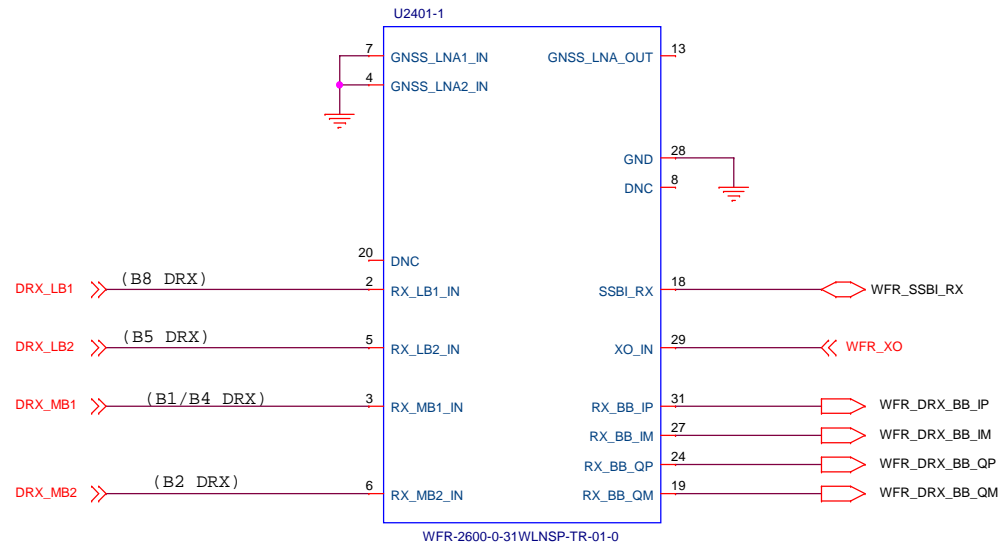 U2401-1
7 GNSS_LNA1_IN GNSS_LNA_OUT 13
4 GNSS_LNA2_IN
GND 28
DNC 8
20 DNC
DRX_LB1 (B8 DRX) 2 RX_LB1_IN SSBI_RX 18 WFR_SSBI_RX
DRX_LB2 (B5 DRX) 5 RX_LB2_IN XO_IN 29 WFR_XO
DRX_MB1 (B1/B4 DRX) 3 RX_MB1_IN RX_BB_IP 31 WFR_DRX_BB_IP
RX_BB_IM 27 WFR_DRX_BB_IM
RX_BB_QP 24 WFR_DRX_BB_QP
DRX_MB2 (B2 DRX) 6 RX_MB2_IN RX_BB_QM 19 WFR_DRX_BB_QM
WFR-2600-0-31WLNSP-TR-01-0